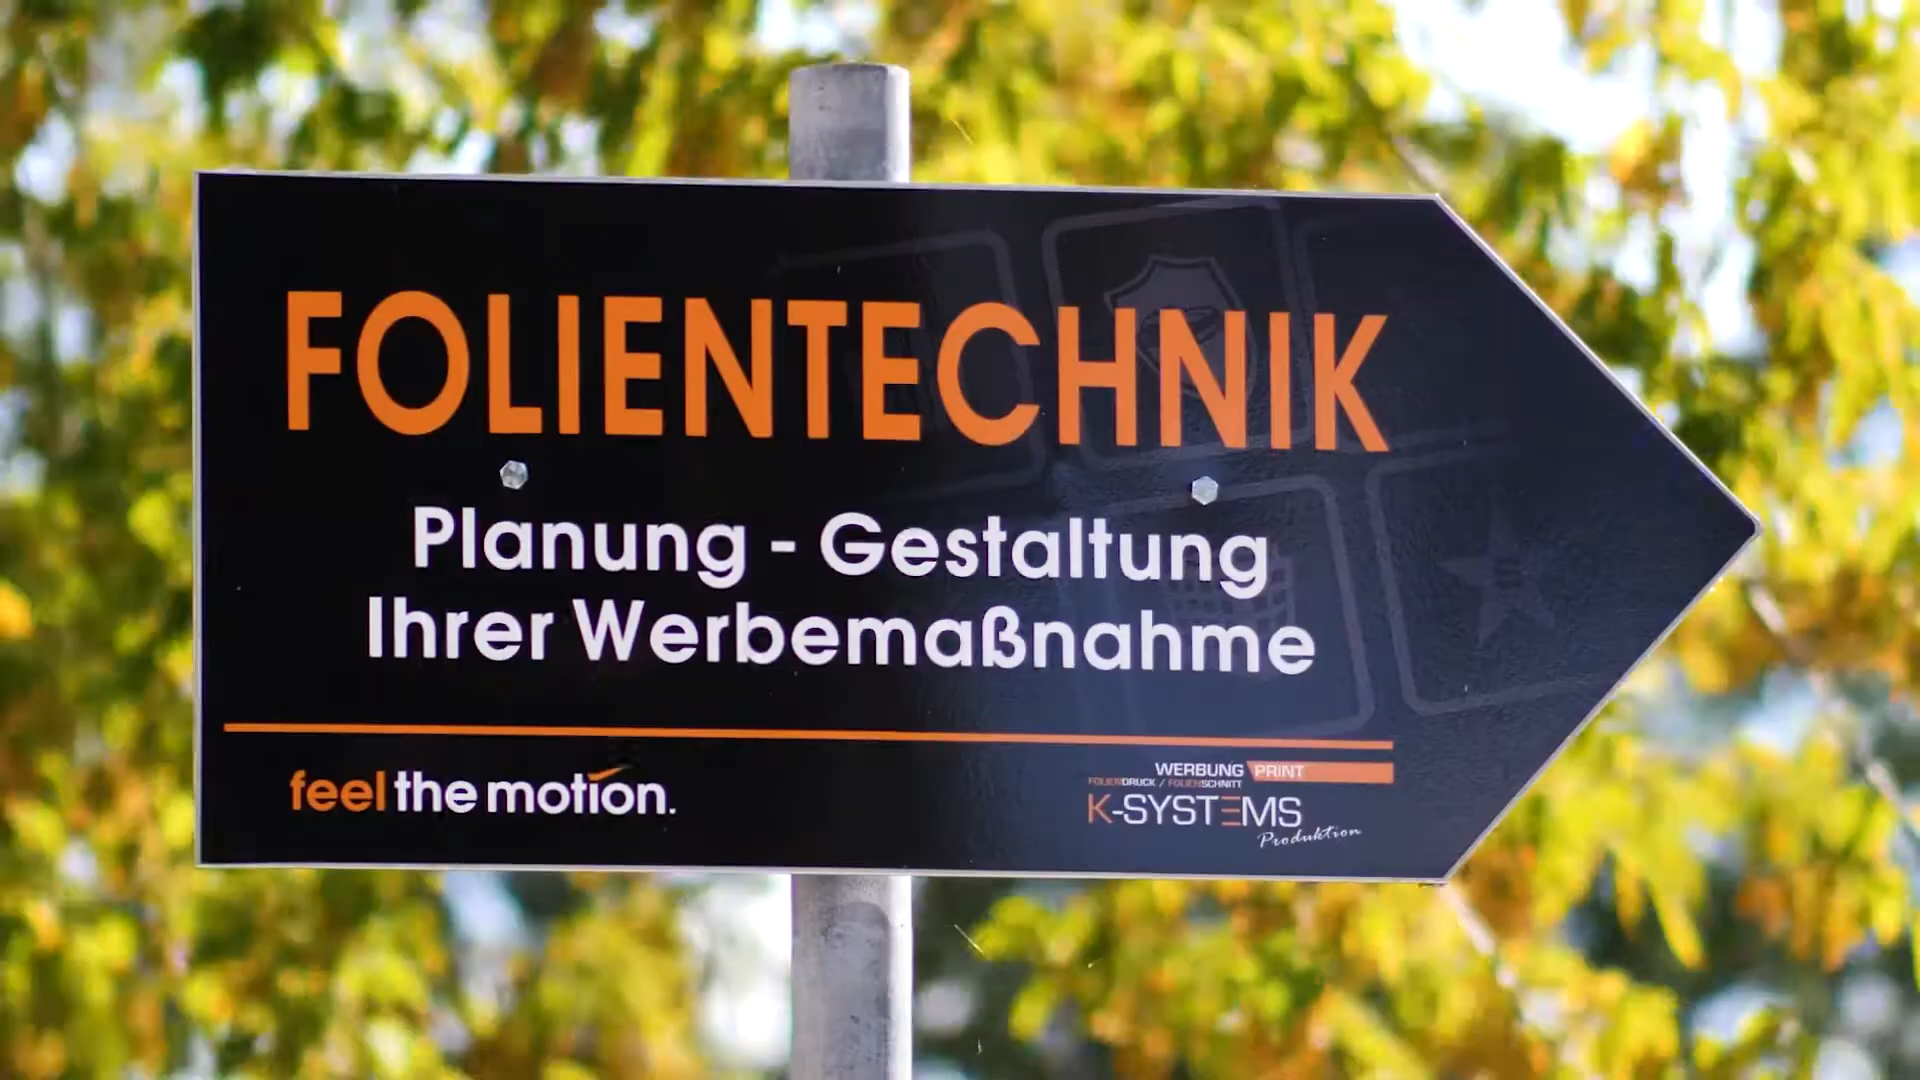 FOLIENTECHNIK
Planung - Gestaltung
Ihrer Werbemaßnahme
feel the motion.
WERBUNG PRINT
FOLIENDRUCK / FOLIENSCHNITT
K-SYSTEMS
Produktion